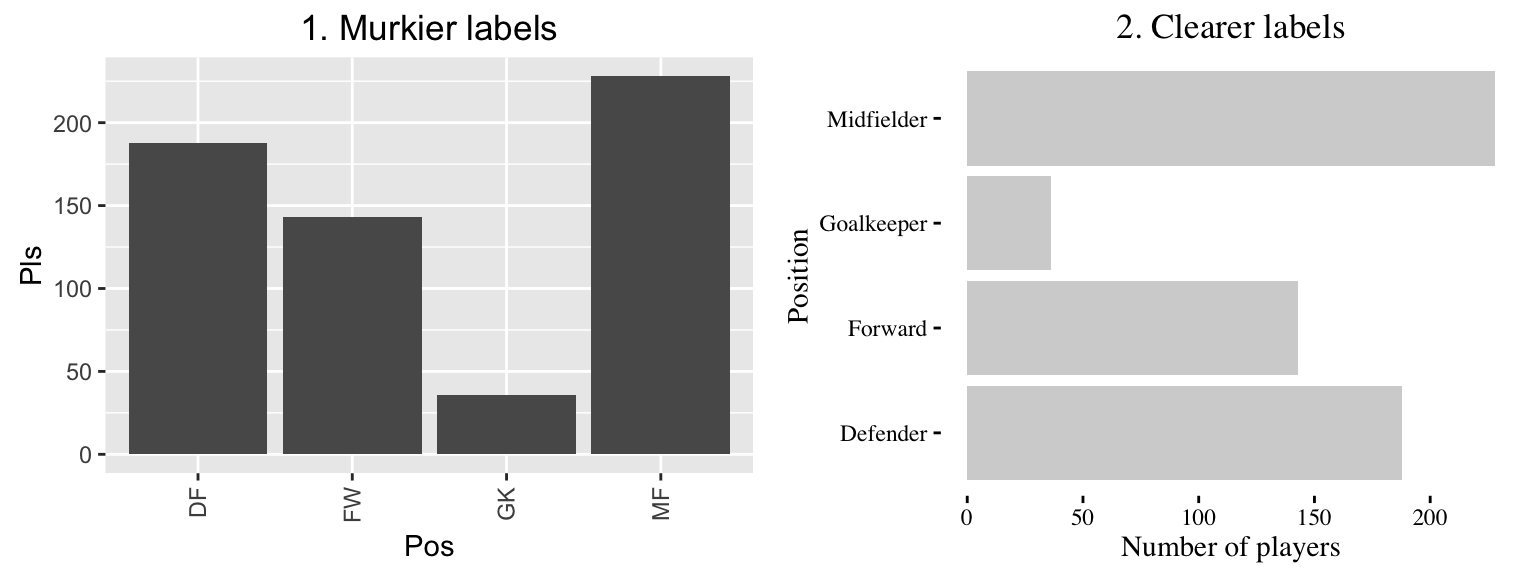 1. Murkier labels
200
150
100
50
0
Pls
DF
FW
GK
MF
Pos
2. Clearer labels
Midfielder
Goalkeeper
Forward
Defender
Position
0 50 100 150 200
Number of players